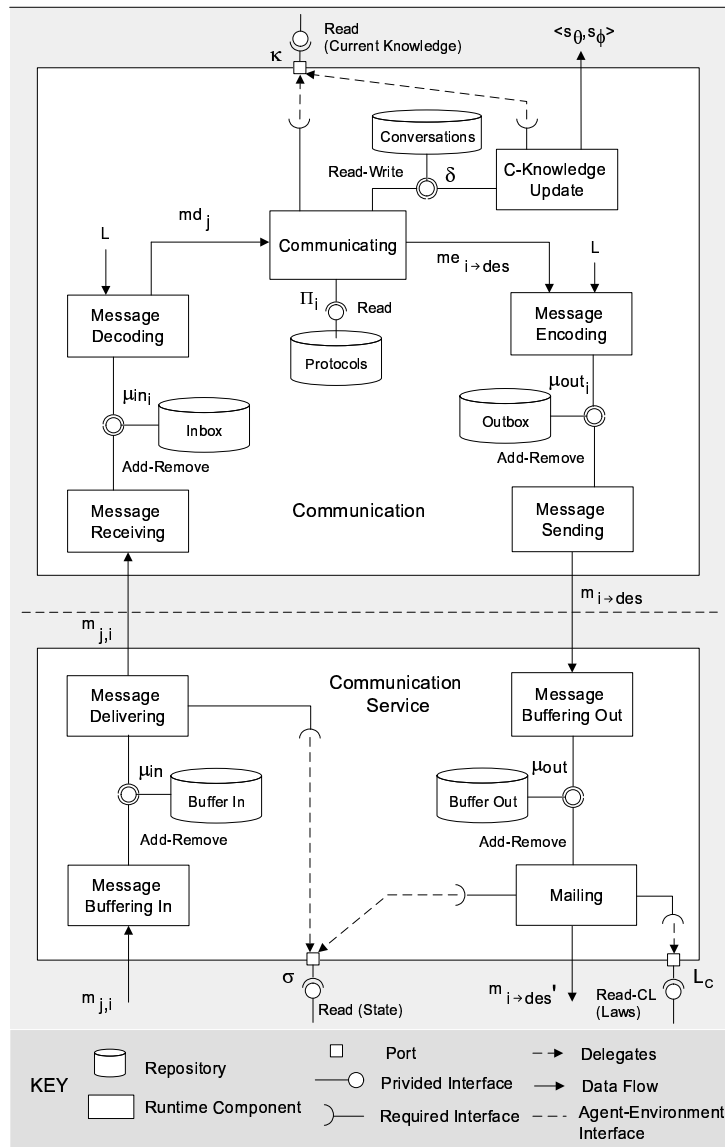 Read
(Current Knowledge)
κ
<sθ,sϕ>
Conversations
Read-Write
δ
C-Knowledge
Update
md j
L
Communicating
me i→des
L
Πi
Read
Message
Decoding
Message
Encoding
Protocols
μin i
μout i
Inbox
Outbox
Add-Remove
Add-Remove
Message
Receiving
Communication
Message
Sending
m i→des
m j,i
Communication
Service
Message
Delivering
Message
Buffering Out
μin
μout
Buffer In
Buffer Out
Add-Remove
Add-Remove
Message
Buffering In
Mailing
m j,i
σ
Read (State)
m i→des'
Read-CL
(Laws)
Lc
KEY
Repository
Runtime Component
Port
Privided Interface
Required Interface
Delegates
Data Flow
Agent-Environment
Interface